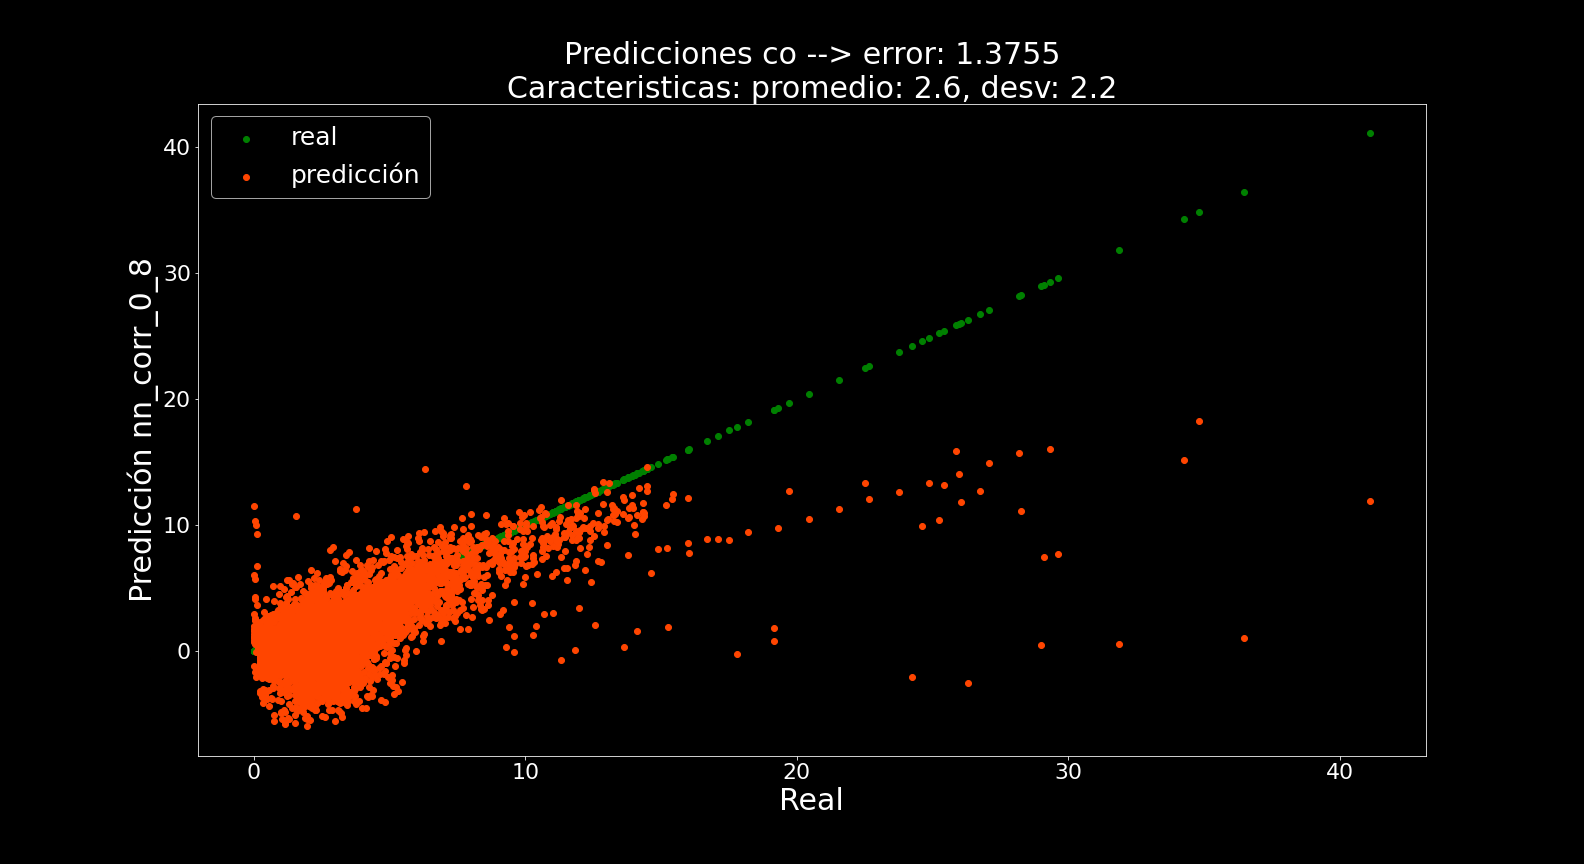 Predicciones co --> error: 1.3755
Caracteristicas: promedio: 2.6, desv: 2.2
real
predicción
Predicción nn_corr_0_8
40
30
20
10
0
0 10 20 30 40
Real